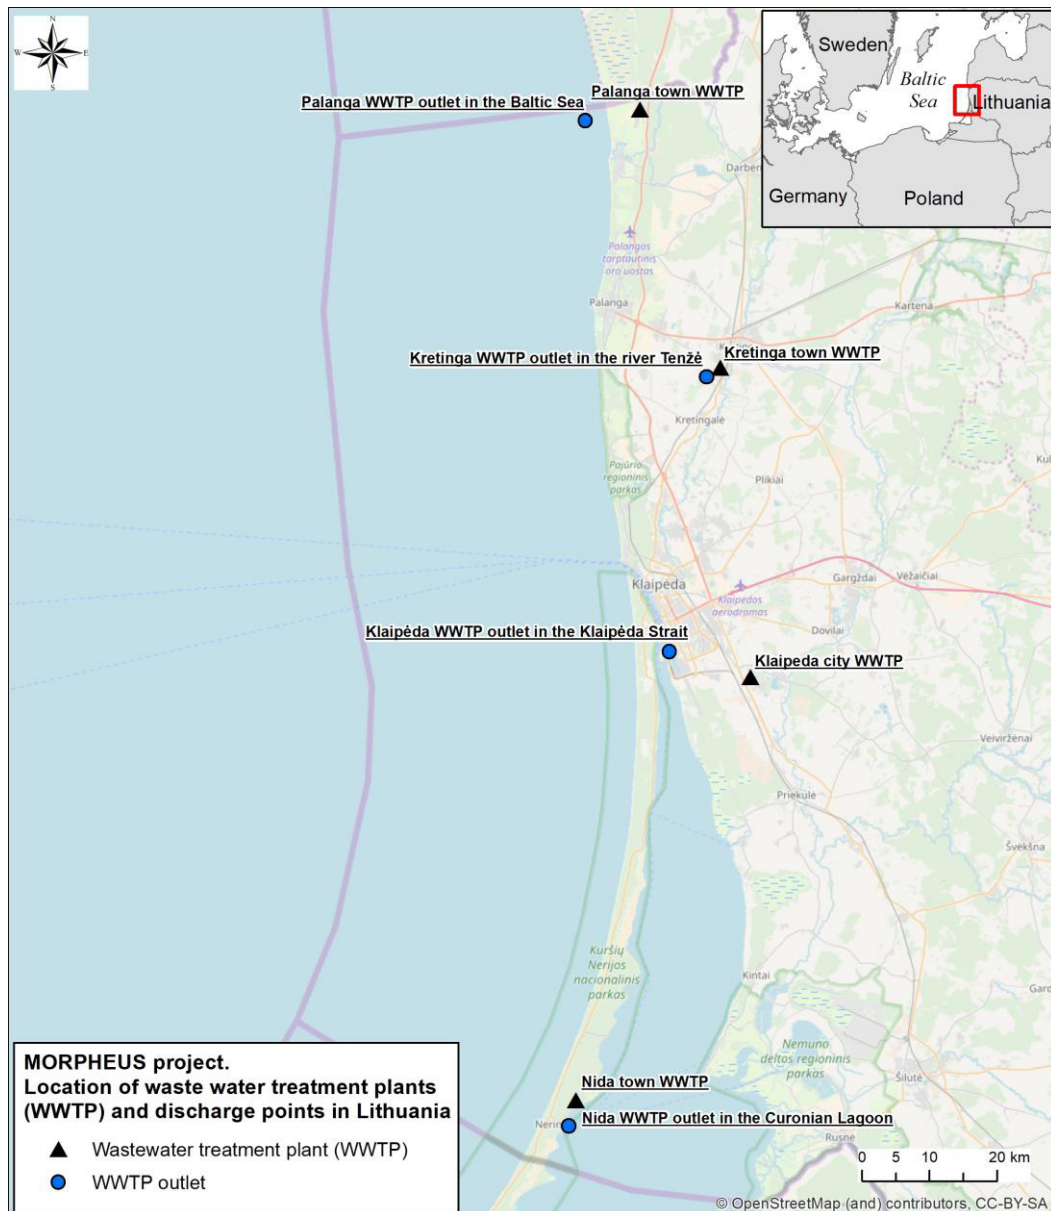 N
W
E
S
Sweden
Baltic
Sea
Lithuania
Germany
Poland
Palanga WWTP outlet in the Baltic Sea
Palanga town WWTP
Darbėn
Palangos
tarptautinis
oro uostas
Palanga
Kartena
Kretinga WWTP outlet in the river Tenžė
Kretinga town WWTP
Kretingalė
Pajūrio
regioninis
parkas
Plikiai
Kul
Klaipėda
Klaipėdos
aerodromas
Gargždai
Vėžaičiai
Dovilai
Klaipėda WWTP outlet in the Klaipėda Strait
Klaipeda city WWTP
Veiviržėnai
Priekulė
Švėkšna
Kuršių
Nerijos
nacionalinis
parkas
Kintai
Gard
Nemuno
deltos regioninis
parkas
Šilutė
Nida town WWTP
Nerin
Nida WWTP outlet in the Curonian Lagoon
Rusnė
MORPHEUS project.
Location of waste water treatment plants
(WWTP) and discharge points in Lithuania
Wastewater treatment plant (WWTP)
WWTP outlet
0 5 10 20 km
© OpenStreetMap (and) contributors, CC-BY-SA